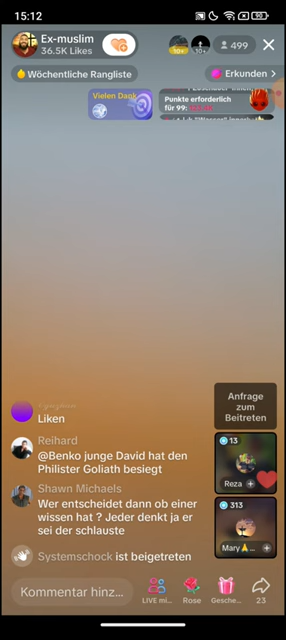 15:12
90
Ex-muslim
36.5K Likes
30+
30+
499
Wöchentliche Rangliste
Erkunden >
Vielen Dank
Punkte erforderlich
für 99:
Anfrage
zum
Beitreten
Liken
13
Reihard
@Benko junge David hat den
Philister Goliath besiegt
Reza
Shawn Michaels
Wer entscheidet dann ob einer
wissen hat ? Jeder denkt ja er
sei der schlauste
313
Mary
Systemschock ist beigetreten
Kommentar hinz...
LIVE mi...
Rose
Gesche...
23